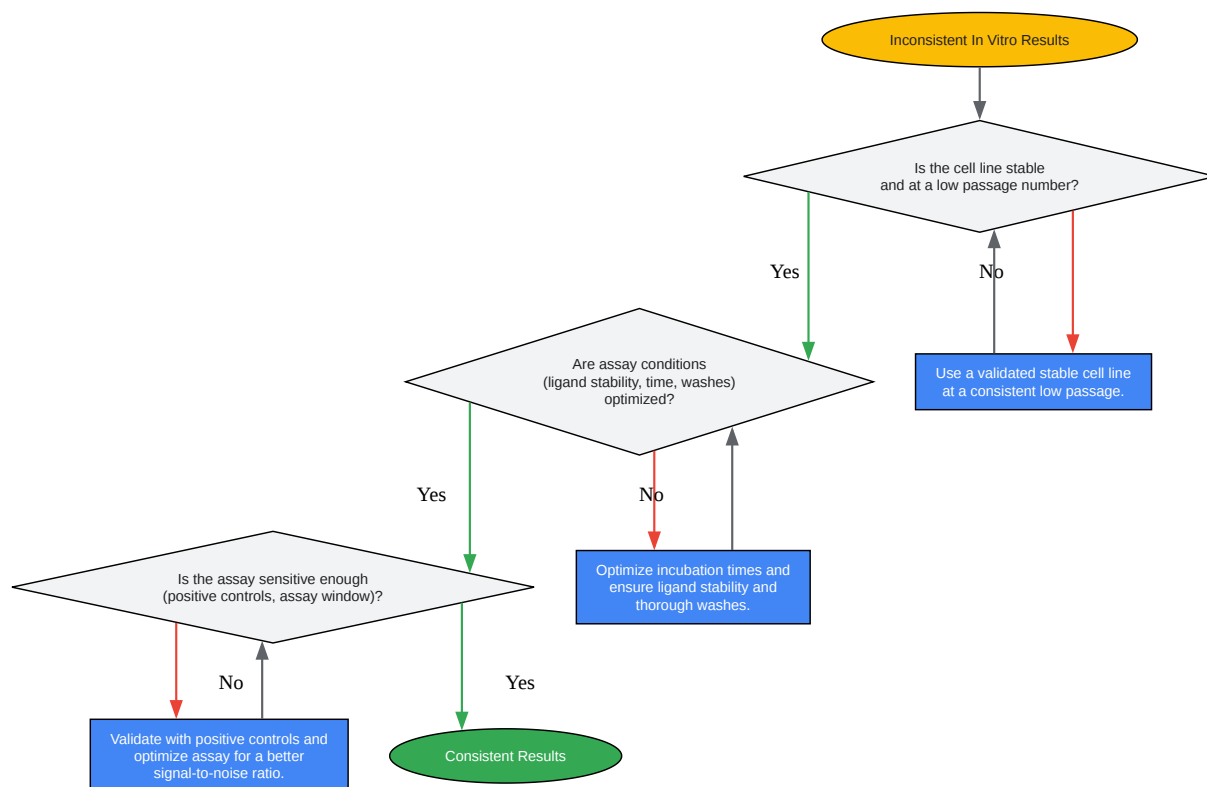 Inconsistent In Vitro Results
Is the cell line stable
and at a low passage number?
Yes
No
Use a validated stable cell line
at a consistent low passage.
Are assay conditions
(ligand stability, time, washes)
optimized?
Yes
No
Optimize incubation times and
ensure ligand stability and
thorough washes.
Is the assay sensitive enough
(positive controls, assay window)?
No
Yes
Validate with positive controls and
optimize assay for a better
signal-to-noise ratio.
Consistent Results